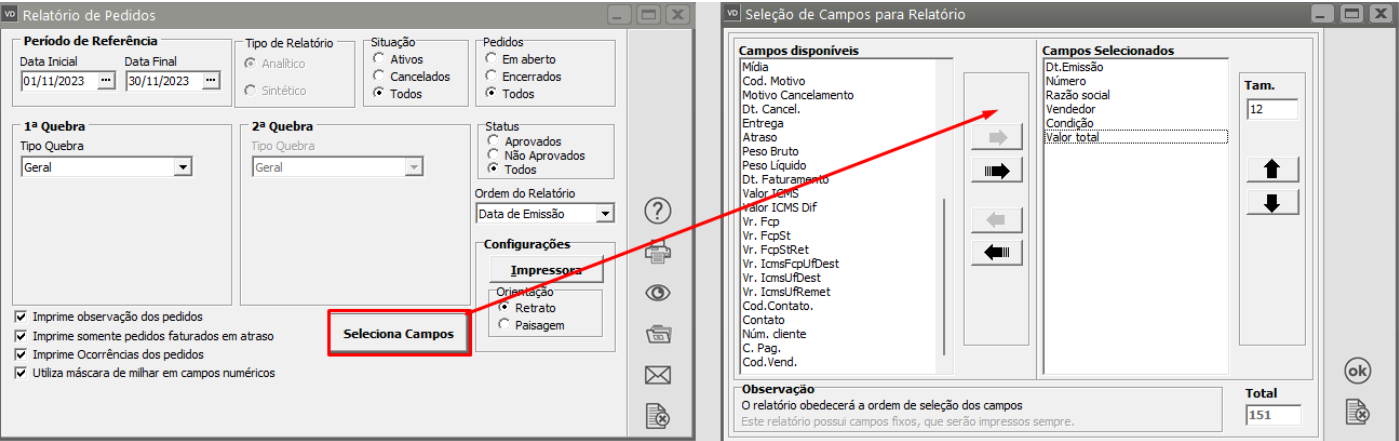 VD Relatório de Pedidos
Período de Referência
Data Inicial Data Final
01/11/2023 ... 30/11/2023 ...
Tipo de Relatório
Analítico
Sintético
Situação
Ativos
Cancelados
Todos
Pedidos
Em aberto
Encerrados
Todos
1ª Quebra
Tipo Quebra
Geral
2ª Quebra
Tipo Quebra
Geral
Status
Aprovados
Não Aprovados
Todos
Ordem do Relatório
Data de Emissão
Configurações
Impressora
Orientação
Retrato
Paisagem
Imprime observação dos pedidos
Imprime somente pedidos faturados em atraso
Imprime Ocorrências dos pedidos
Utiliza máscara de milhar em campos numéricos
Seleciona Campos
?
VD Seleção de Campos para Relatório
Campos disponíveis
Mídia
Cod. Motivo
Motivo Cancelamento
Dt. Cancel.
Entrega
Atraso
Peso Bruto
Peso Líquido
Dt. Faturamento
Valor ICMS
Valor ICMS Dif
Vr. Fcp
Vr. FcpSt
Vr. FcpStRet
Vr. IcmsFcpUfDest
Vr. IcmsUfDest
Vr. IcmsUfRemet
Cod.Contato.
Contato
Núm. cliente
C. Pag.
Cod.Vend.
Campos Selecionados
Dt.Emissão
Número
Razão social
Vendedor
Condição
Valor total
Tam.
12
Observação
O relatório obedecerá a ordem de seleção dos campos
Este relatório possui campos fixos, que serão impressos sempre.
Total
151
ok